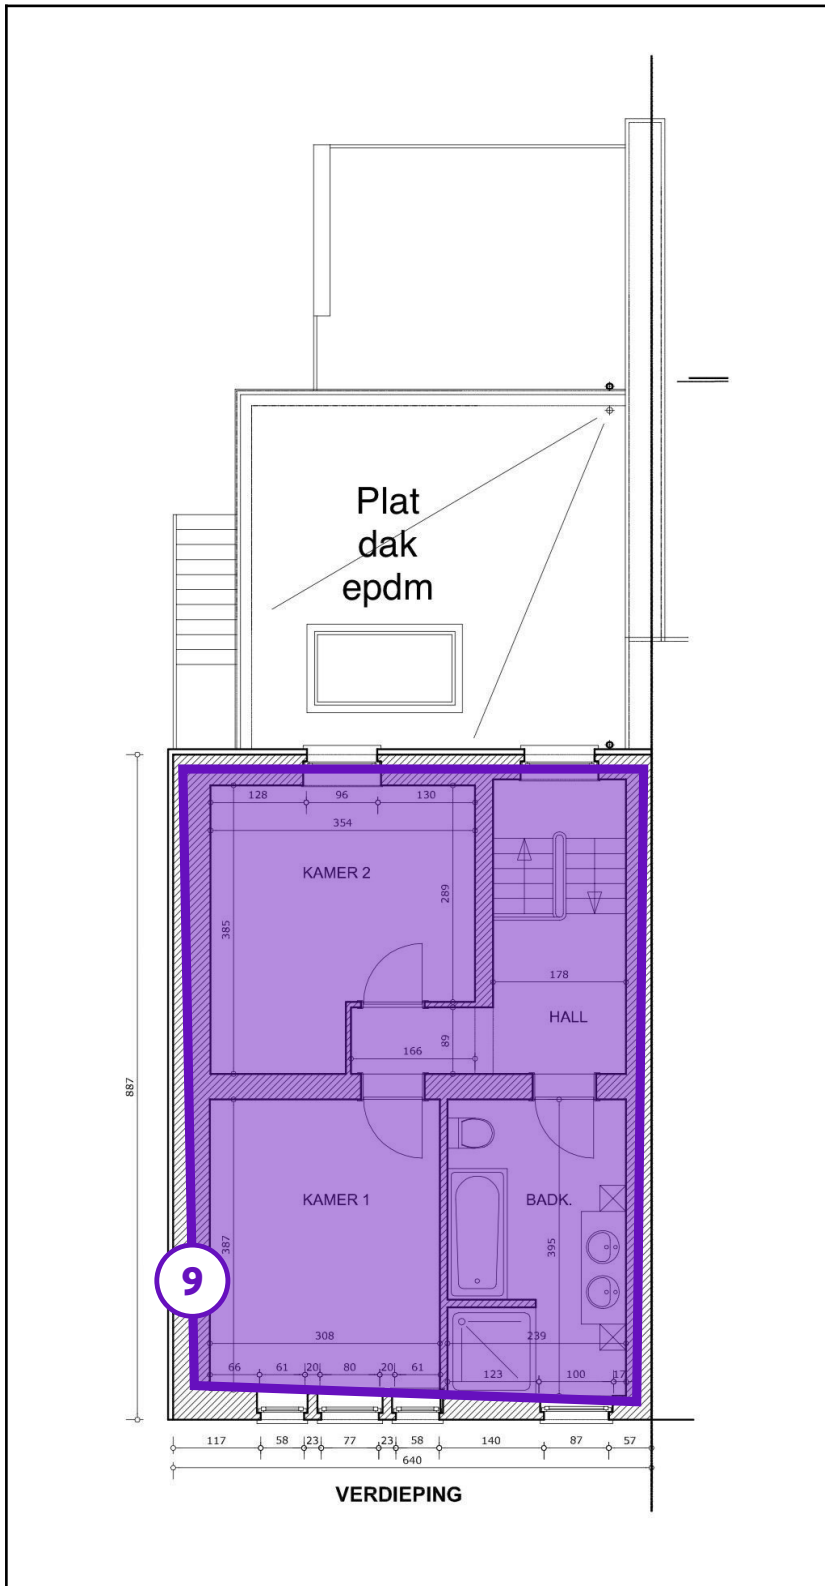 Plat
dak
epdm
128 96 130
354
KAMER 2
289
385
178
HALL
89
166
887
KAMER 1
BADK.
387
395
9
308 239
66 61 20 80 20 61 123 100 17
117 58 23 77 23 58 140 87 57
640
VERDIEPING